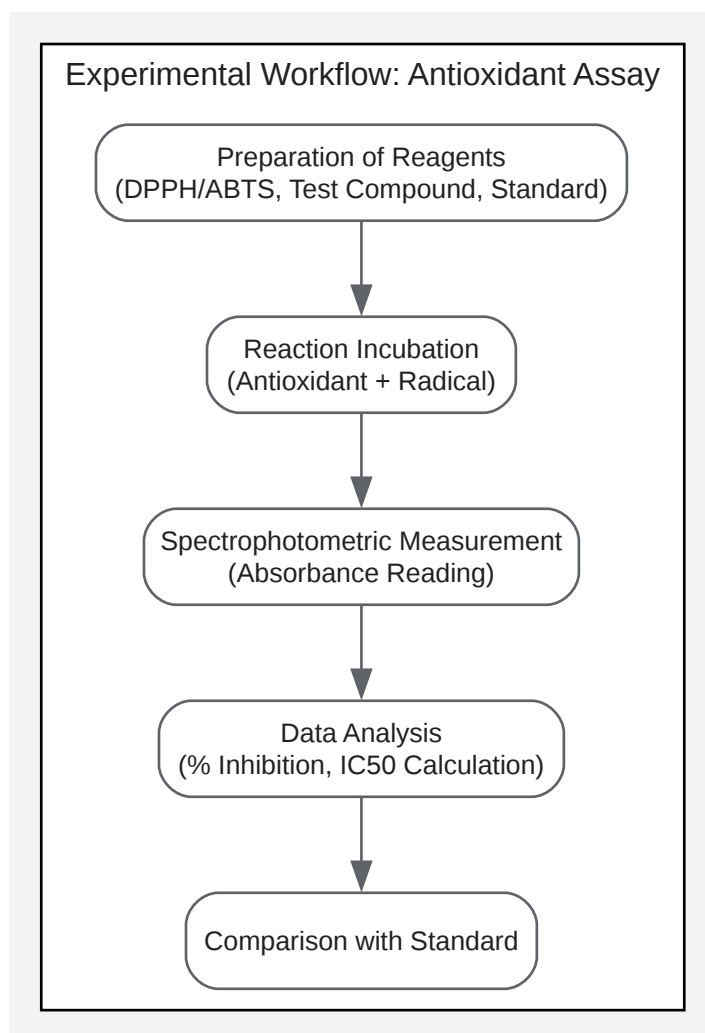 Experimental Workflow: Antioxidant Assay
Preparation of Reagents
(DPPH/ABTS, Test Compound, Standard)
Reaction Incubation
(Antioxidant + Radical)
Spectrophotometric Measurement
(Absorbance Reading)
Data Analysis
(% Inhibition, IC50 Calculation)
Comparison with Standard